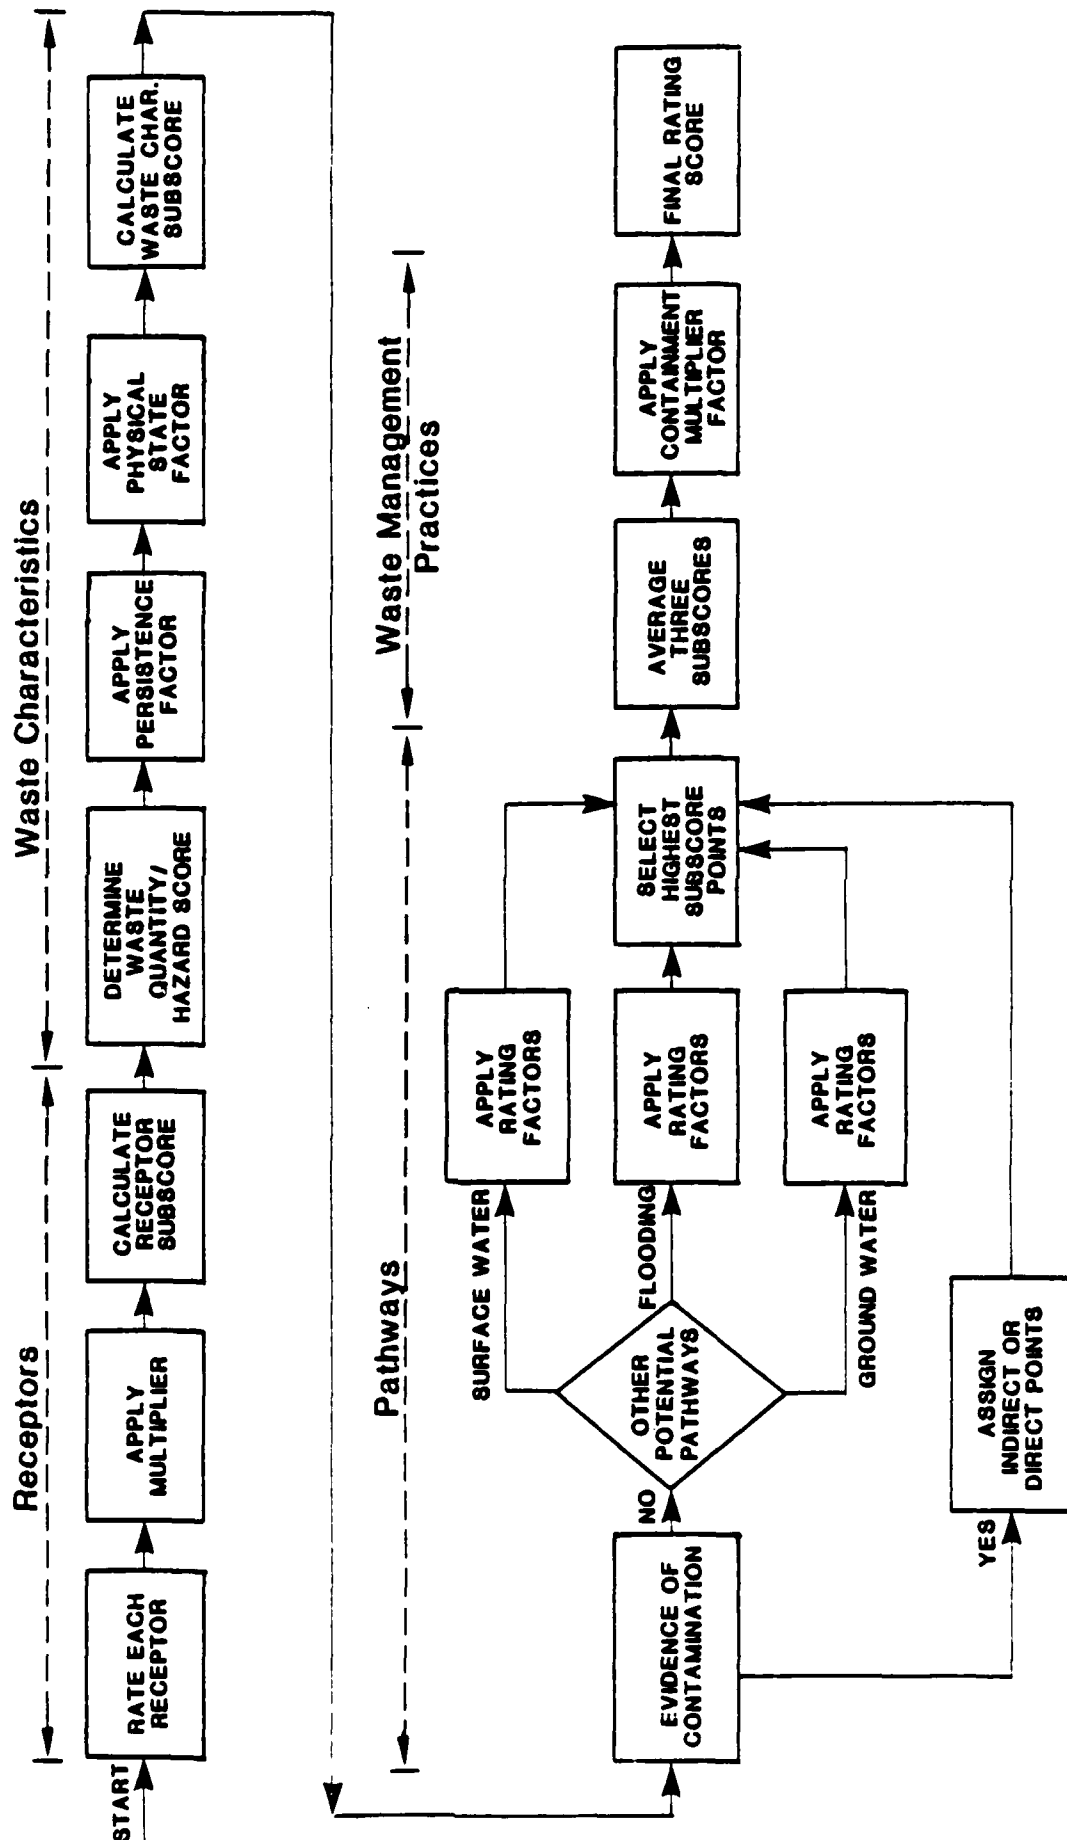 Receptors
Waste Characteristics
START
RATE EACH
RECEPTOR
APPLY
MULTIPLIER
CALCULATE
RECEPTOR
SUBSCORE
DETERMINE
WASTE
QUANTITY/
HAZARD SCORE
APPLY
PERSISTENCE
FACTOR
APPLY
PHYSICAL
STATE
FACTOR
CALCULATE
WASTE CHAR.
SUBSCORE
Pathways
Waste Management
Practices
EVIDENCE OF
CONTAMINATION
NO
YES
OTHER
POTENTIAL
PATHWAYS
SURFACE WATER
FLOODING
GROUND WATER
ASSIGN
INDIRECT OR
DIRECT POINTS
APPLY
RATING
FACTORS
APPLY
RATING
FACTORS
APPLY
RATING
FACTORS
SELECT
HIGHEST
SUBSCORE
POINTS
AVERAGE
THREE
SUBSCORES
APPLY
CONTAINMENT
MULTIPLIER
FACTOR
FINAL RATING
SCORE